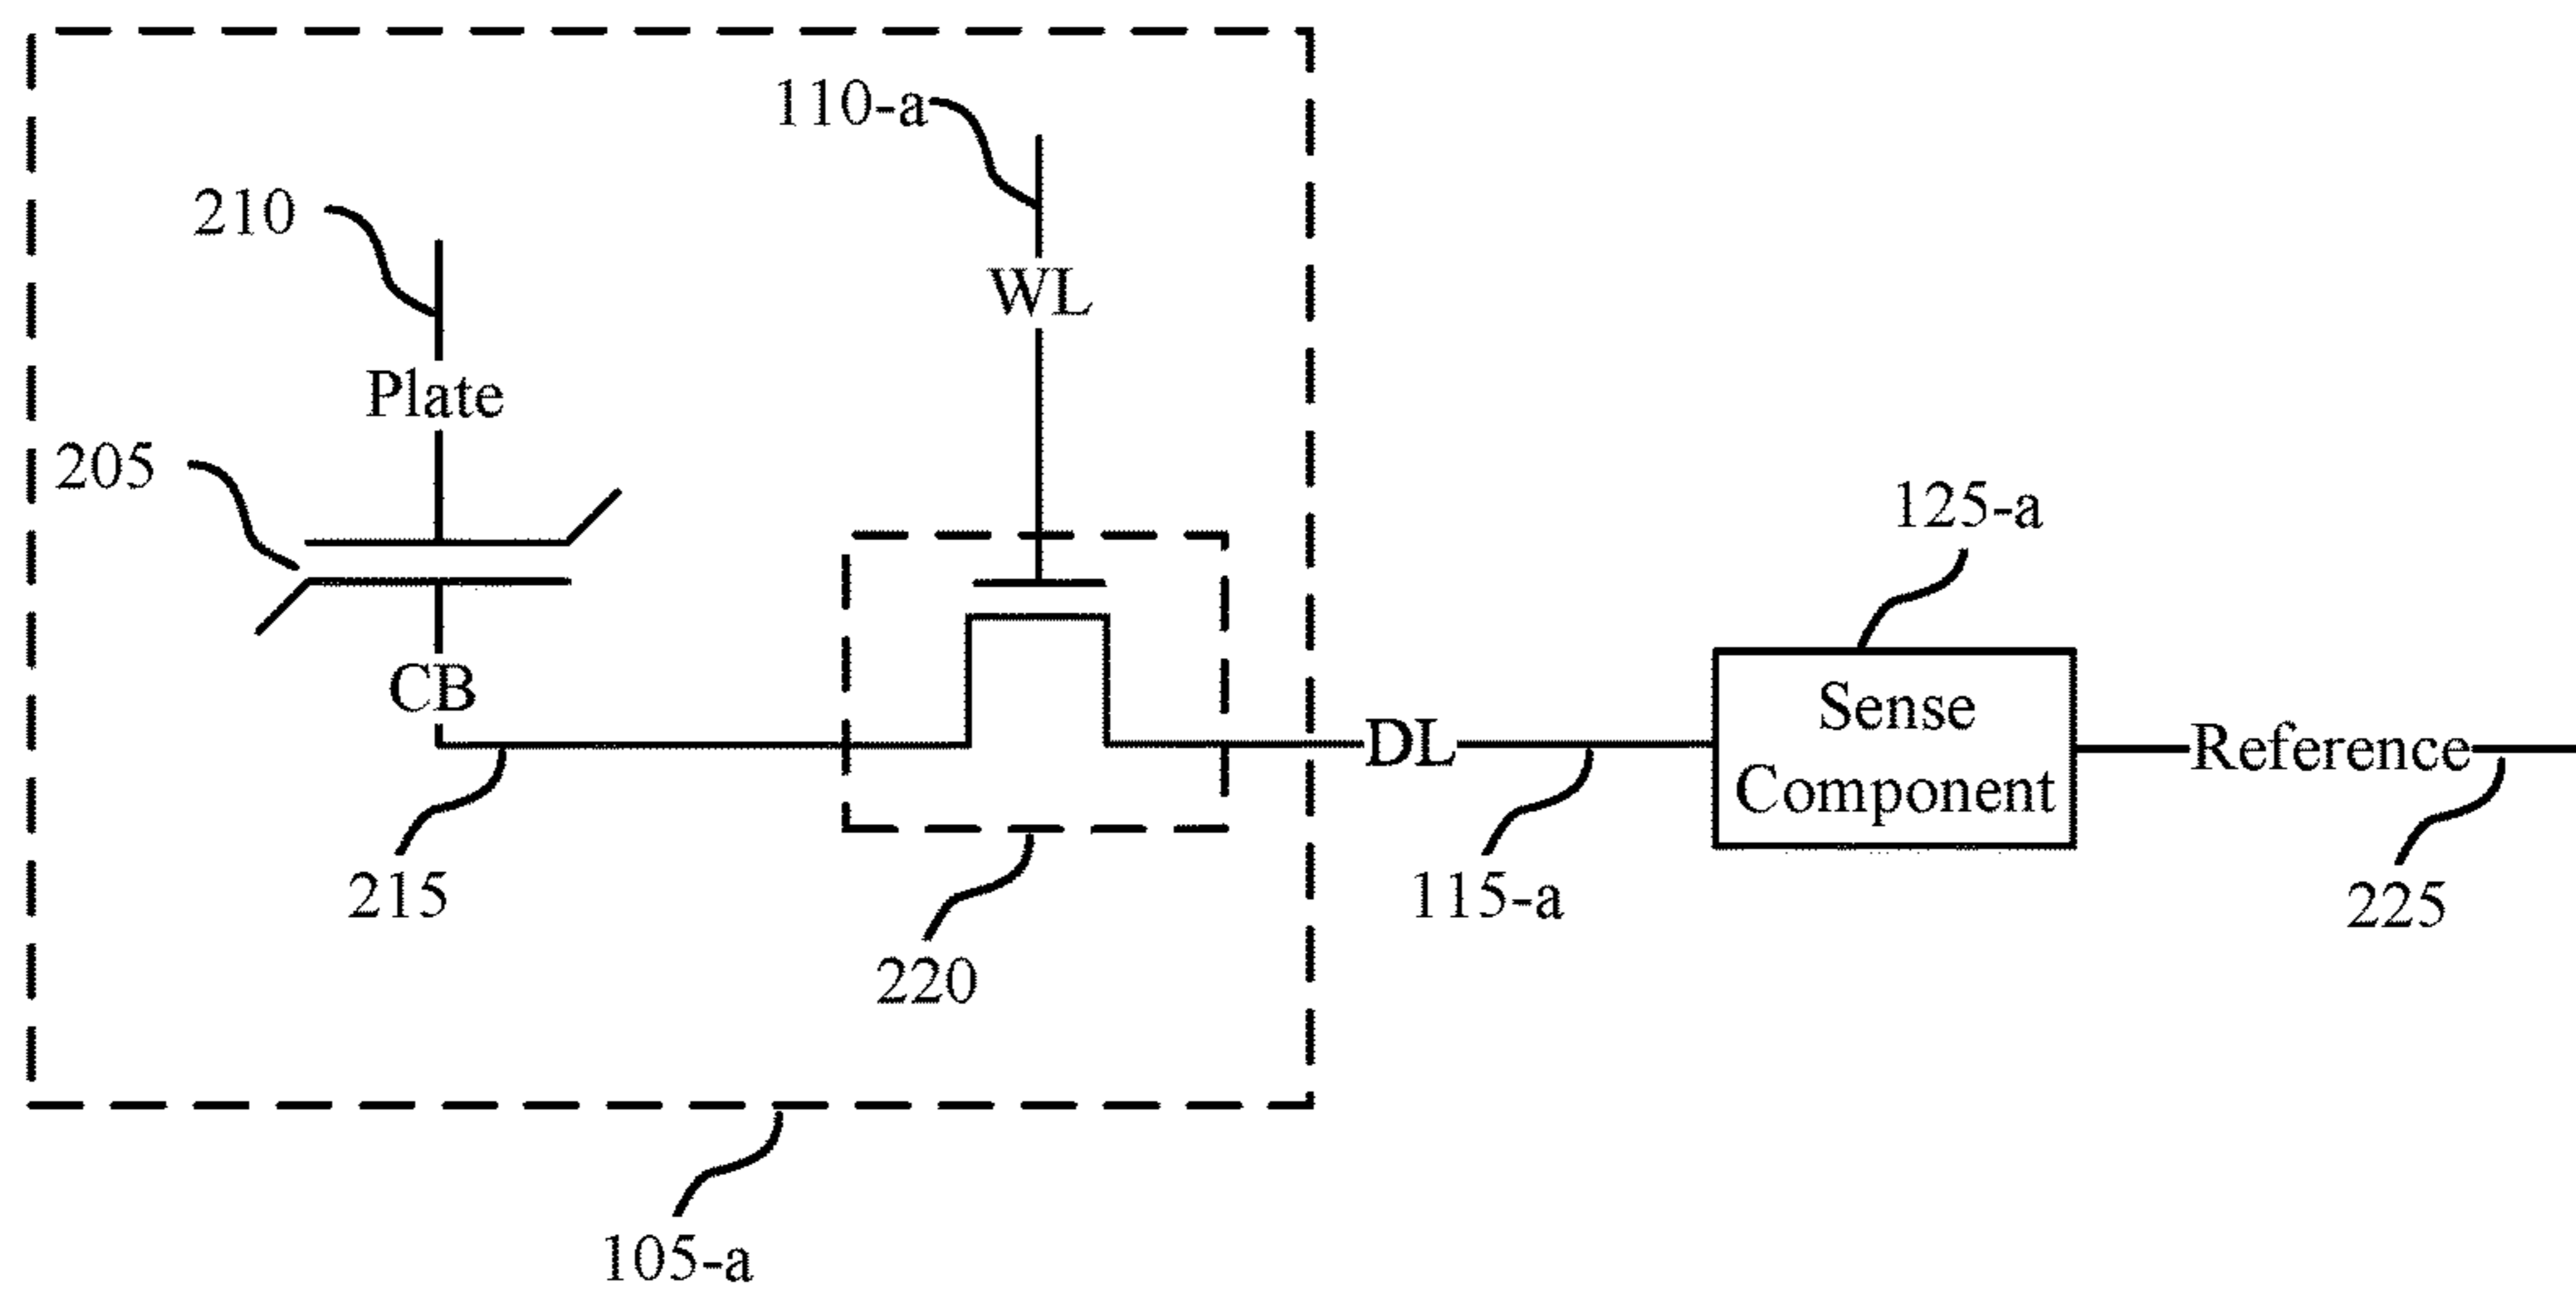 110-a
210
WL
Plate
205
125-a
CB
Sense
Component
DL
Reference
215
115-a
225
220
105-a